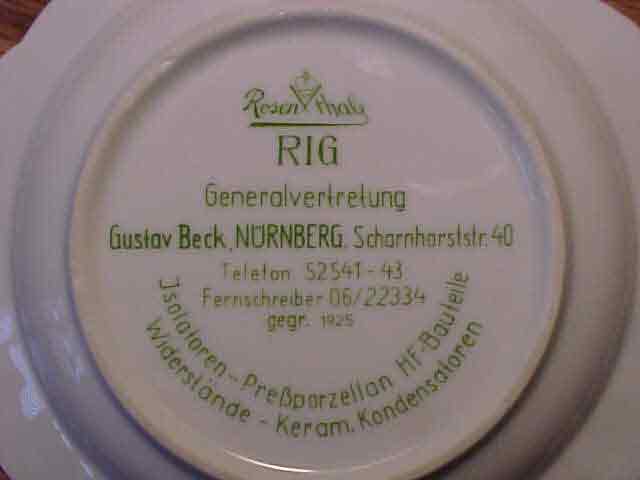 Rosenthal
RIG
Generalvertretung
Gustav Beck, NÜRNBERG, Scharnhorststr. 40
Telefon 52541-43
Fernschreiber 06/22334
gegr. 1925
Isolatoren - Preßporzellan HF-Bauteile
Widerstände - Keram. Kondensatoren